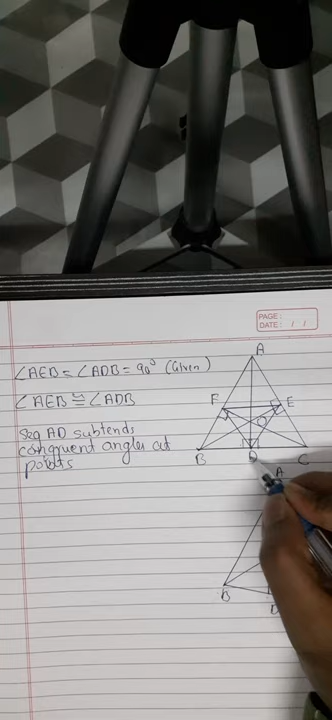 PAGE:
DATE: / /
∠AEB = ∠ADB = 90° (Given)
∠AEB ≅ ∠ADB
Seg AD subtends
congruent angles at
points
A
F
E
O
B
D
C
A
B
D